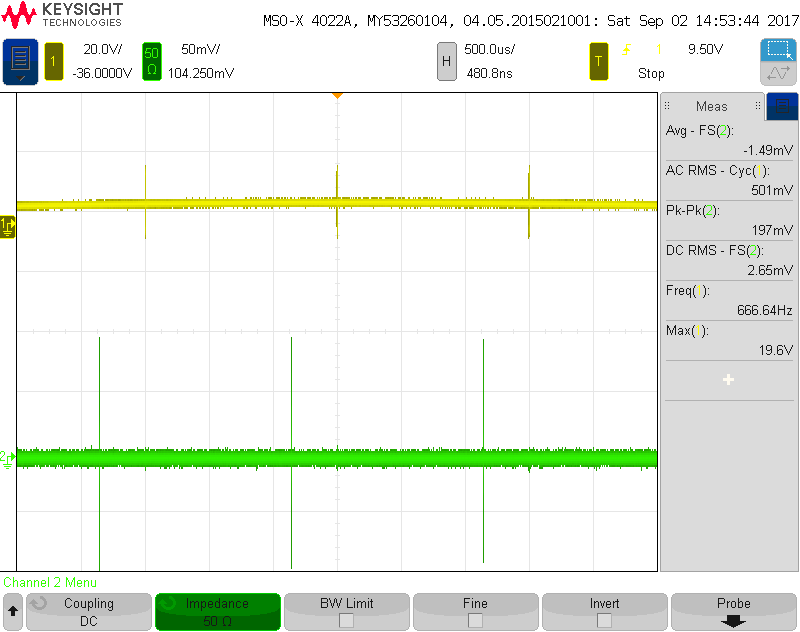 KEYSIGHT
TECHNOLOGIES
MSO-X 4022A, MY53260104, 04.05.2015021001: Sat Sep 02 14:53:44 2017
1 20.0V/ 50Ω 50mV/ H 500.0us/ T 1 9.50V
-36.0000V 104.250mV 480.8ns Stop
Meas
Avg - FS(2):
-1.49mV
AC RMS - Cyc( ):
501mV
Pk-Pk(2):
197mV
DC RMS - FS(2):
2.65mV
Freq( ):
666.64Hz
Max(1):
19.6V
1
2
Channel 2 Menu
Coupling Impedance BW Limit Fine Invert Probe
DC 50 Ω